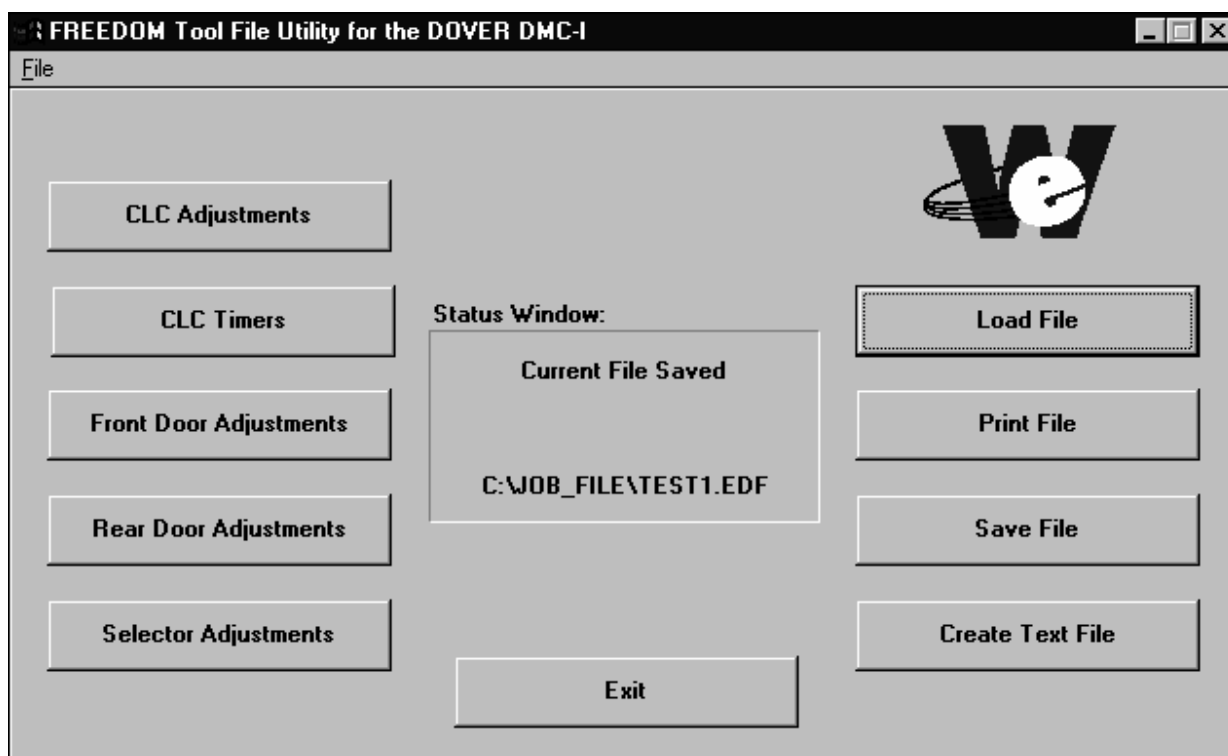 FREEDOM Tool File Utility for the DOVER DMC-I
File
We
CLC Adjustments
CLC Timers
Front Door Adjustments
Rear Door Adjustments
Selector Adjustments
Status Window:
Current File Saved
C:\JOB_FILE\TEST1.EDF
Exit
Load File
Print File
Save File
Create Text File